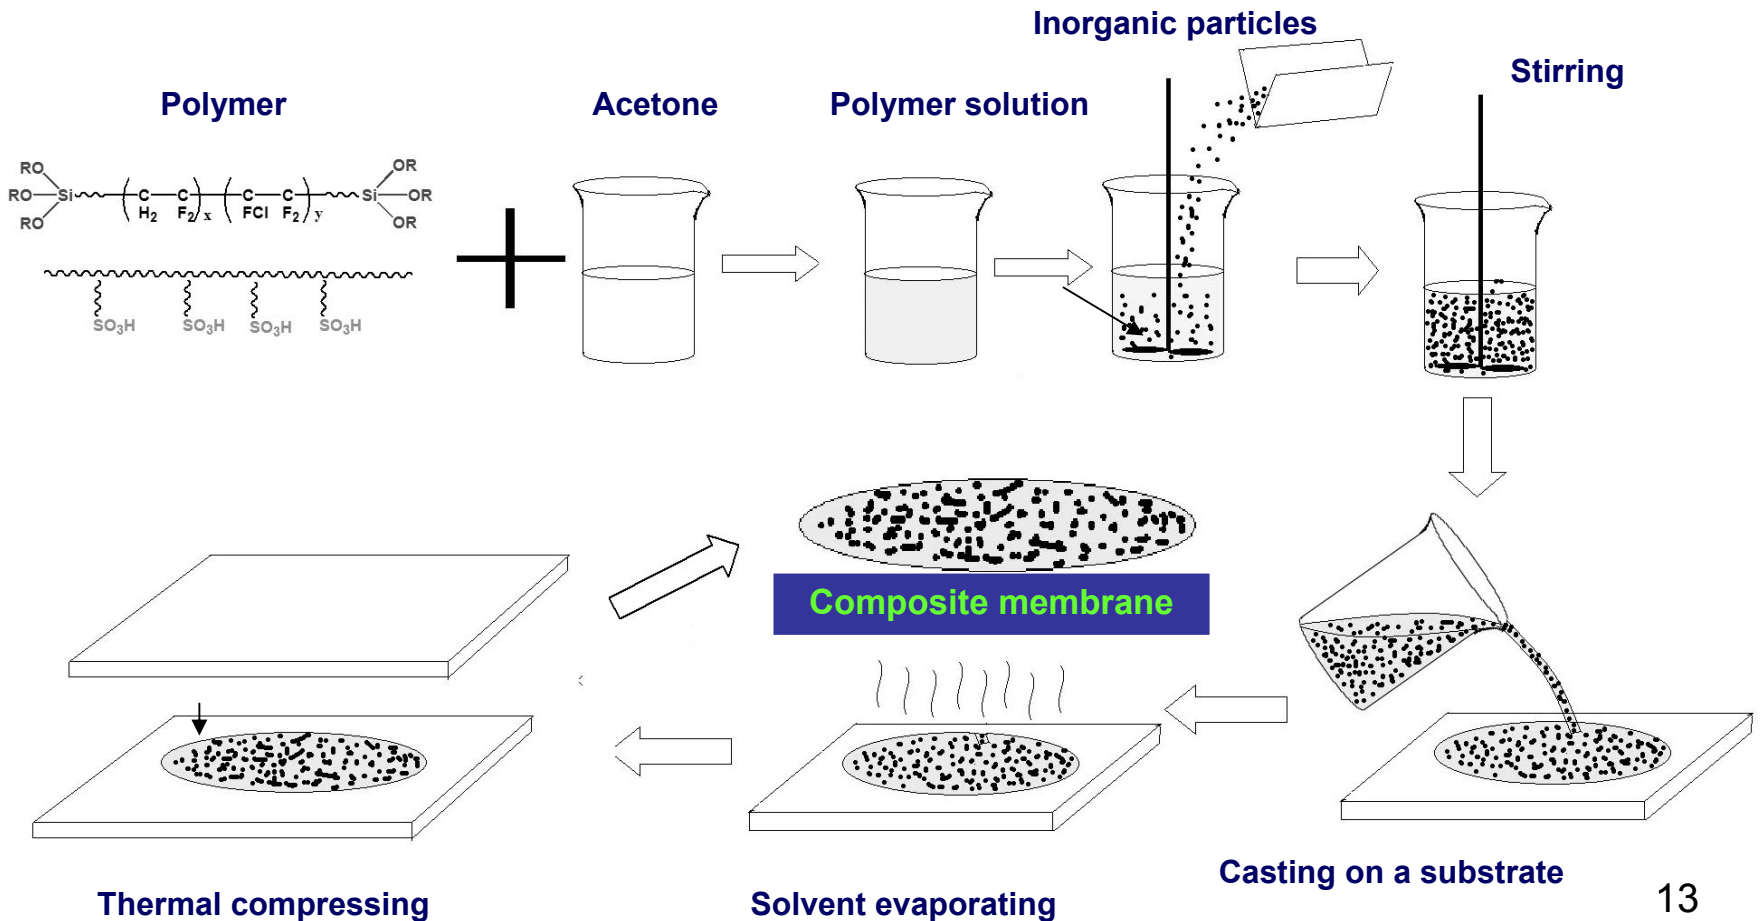 Inorganic particles
Stirring
Polymer
Acetone
Polymer solution
RO
OR
RO Si C C C C Si OR
H2 F2 x FCl F2 y
RO
OR
SO3H SO3H SO3H SO3H
Composite membrane
Casting on a substrate
Thermal compressing
Solvent evaporating
13